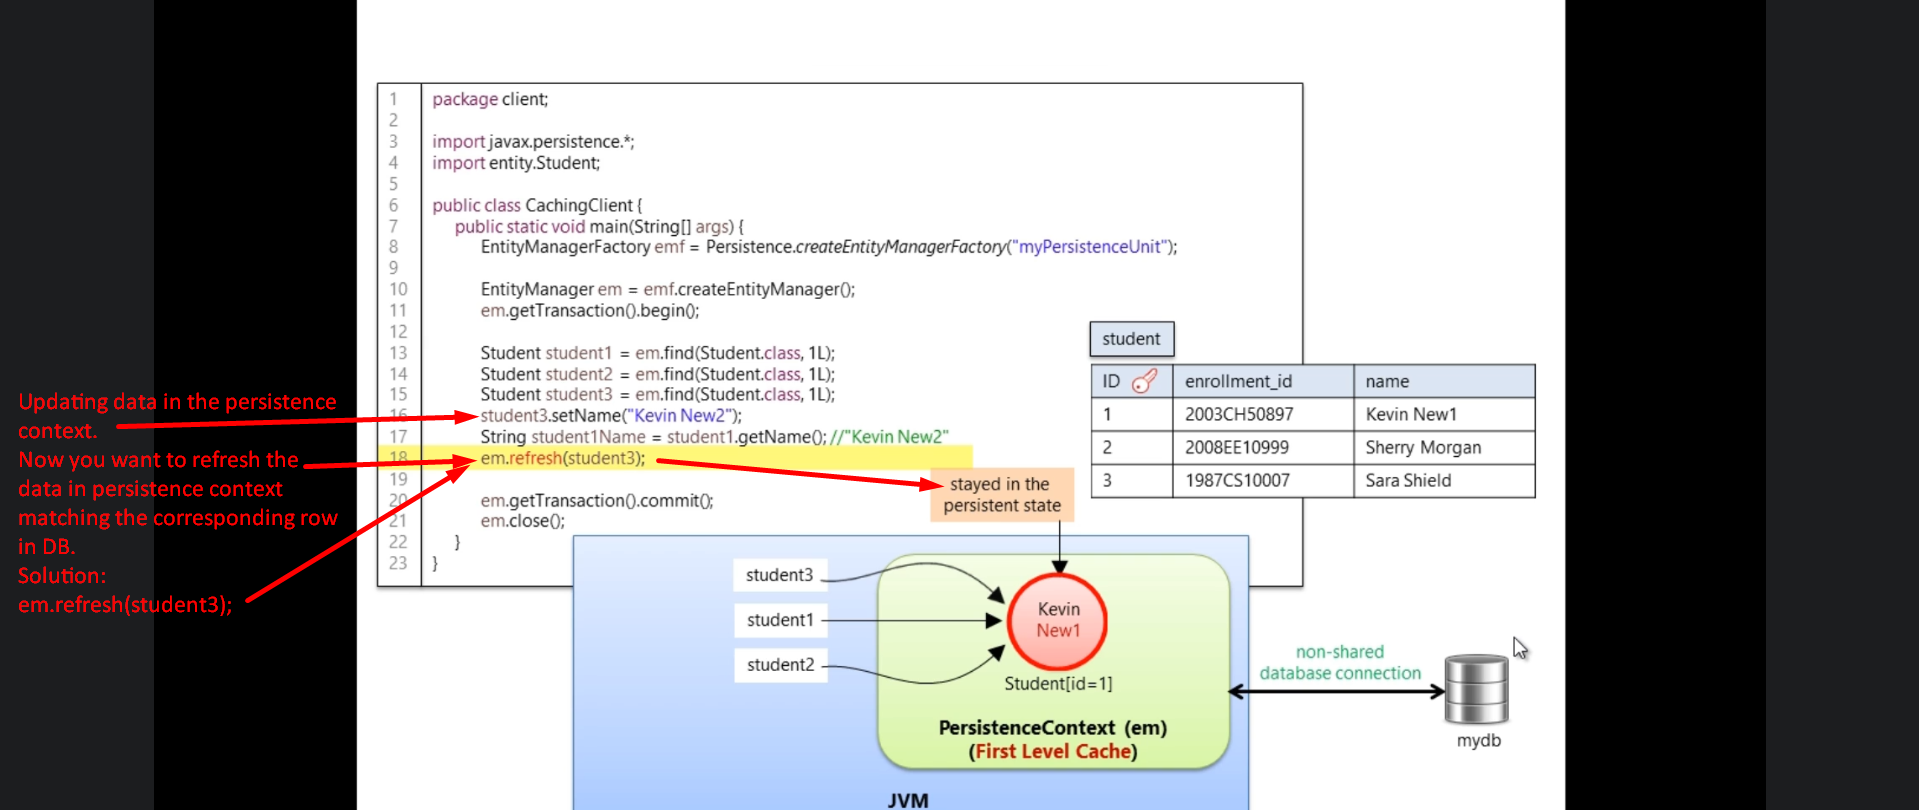 1 package client;
2
3 import javax.persistence.*;
4 import entity.Student;
5
6 public class CachingClient {
7 public static void main(String[] args) {
8 EntityManagerFactory emf = Persistence.createEntityManagerFactory("myPersistenceUnit");
9
10 EntityManager em = emf.createEntityManager();
11 em.getTransaction().begin();
12
13 Student student1 = em.find(Student.class, 1L);
14 Student student2 = em.find(Student.class, 1L);
15 Student student3 = em.find(Student.class, 1L);
16 student3.setName("Kevin New2");
17 String student1Name = student1.getName(); //"Kevin New2"
18 em.refresh(student3);
19
20 em.getTransaction().commit();
21 em.close();
22 }
23 }
Updating data in the persistence
context.
Now you want to refresh the
data in persistence context
matching the corresponding row
in DB.
Solution:
em.refresh(student3);
student
ID enrollment_id name
1 2003CH50897 Kevin New1
2 2008EE10999 Sherry Morgan
3 1987CS10007 Sara Shield
stayed in the
persistent state
student3
student1
student2
Kevin
New1
Student[id=1]
PersistenceContext (em)
(First Level Cache)
JVM
non-shared
database connection
mydb